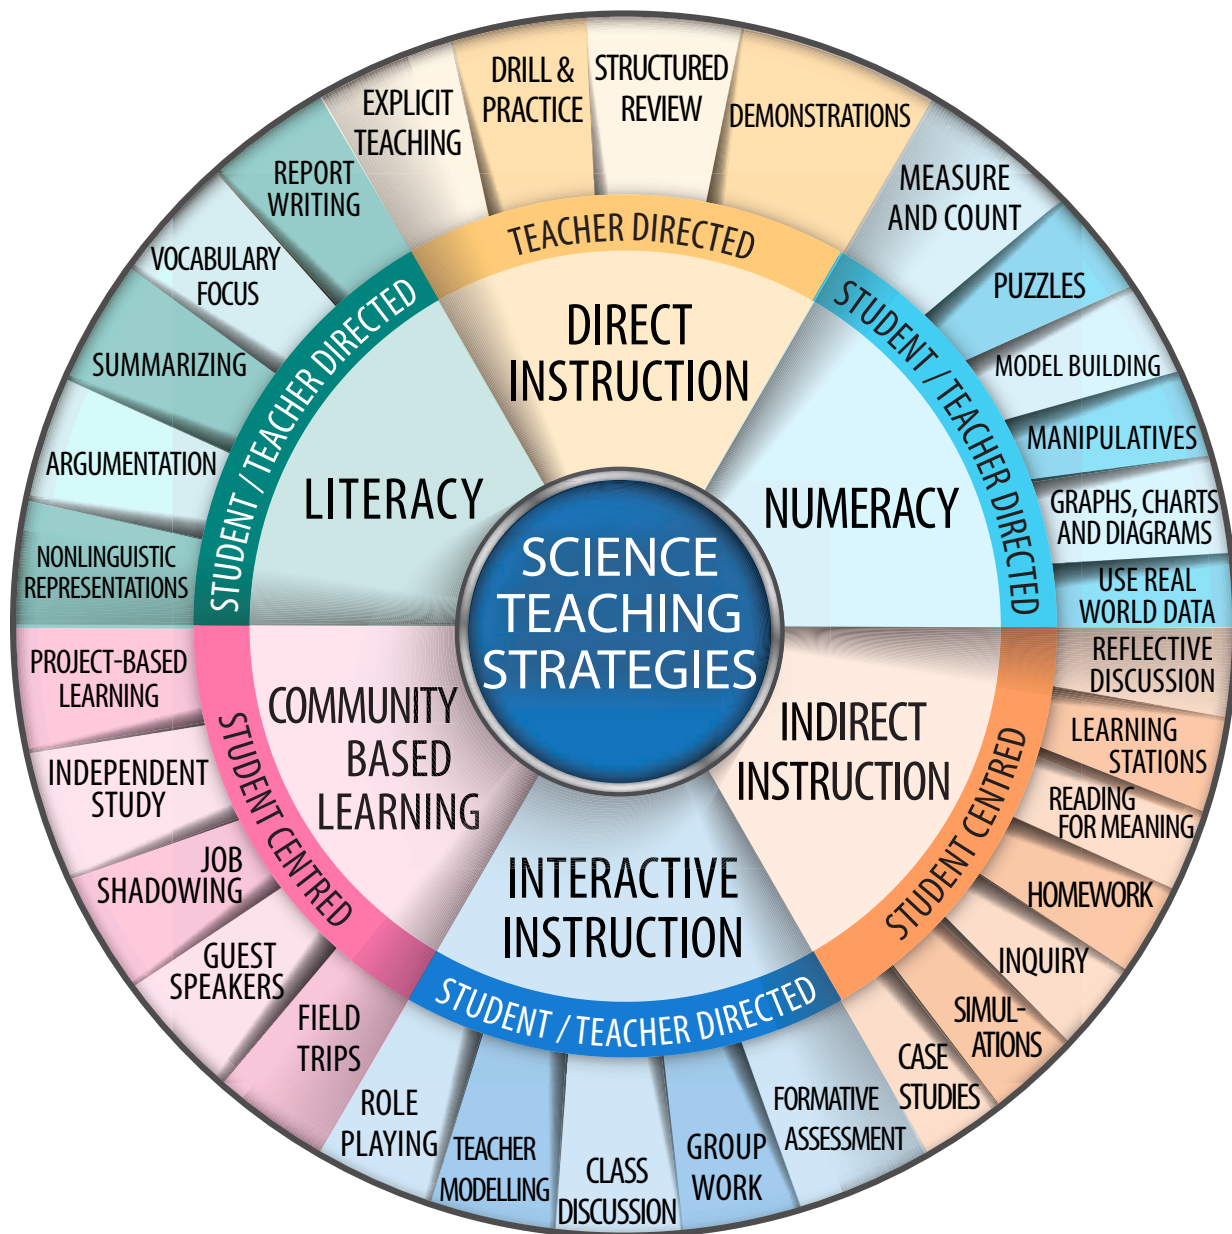 SCIENCE
TEACHING
STRATEGIES
TEACHER DIRECTED
DIRECT
INSTRUCTION
EXPLICIT
TEACHING
DRILL &
PRACTICE
STRUCTURED
REVIEW
DEMONSTRATIONS
STUDENT / TEACHER DIRECTED
NUMERACY
MEASURE
AND COUNT
PUZZLES
MODEL BUILDING
MANIPULATIVES
GRAPHS, CHARTS
AND DIAGRAMS
USE REAL
WORLD DATA
STUDENT CENTRED
INDIRECT
INSTRUCTION
REFLECTIVE
DISCUSSION
LEARNING
STATIONS
READING
FOR MEANING
HOMEWORK
INQUIRY
SIMUL-
ATIONS
CASE
STUDIES
STUDENT / TEACHER DIRECTED
INTERACTIVE
INSTRUCTION
FORMATIVE
ASSESSMENT
GROUP
WORK
CLASS
DISCUSSION
TEACHER
MODELLING
ROLE
PLAYING
STUDENT CENTRED
COMMUNITY
BASED
LEARNING
FIELD
TRIPS
GUEST
SPEAKERS
JOB
SHADOWING
INDEPENDENT
STUDY
PROJECT-BASED
LEARNING
STUDENT / TEACHER DIRECTED
LITERACY
NONLINGUISTIC
REPRESENTATIONS
ARGUMENTATION
SUMMARIZING
VOCABULARY
FOCUS
REPORT
WRITING